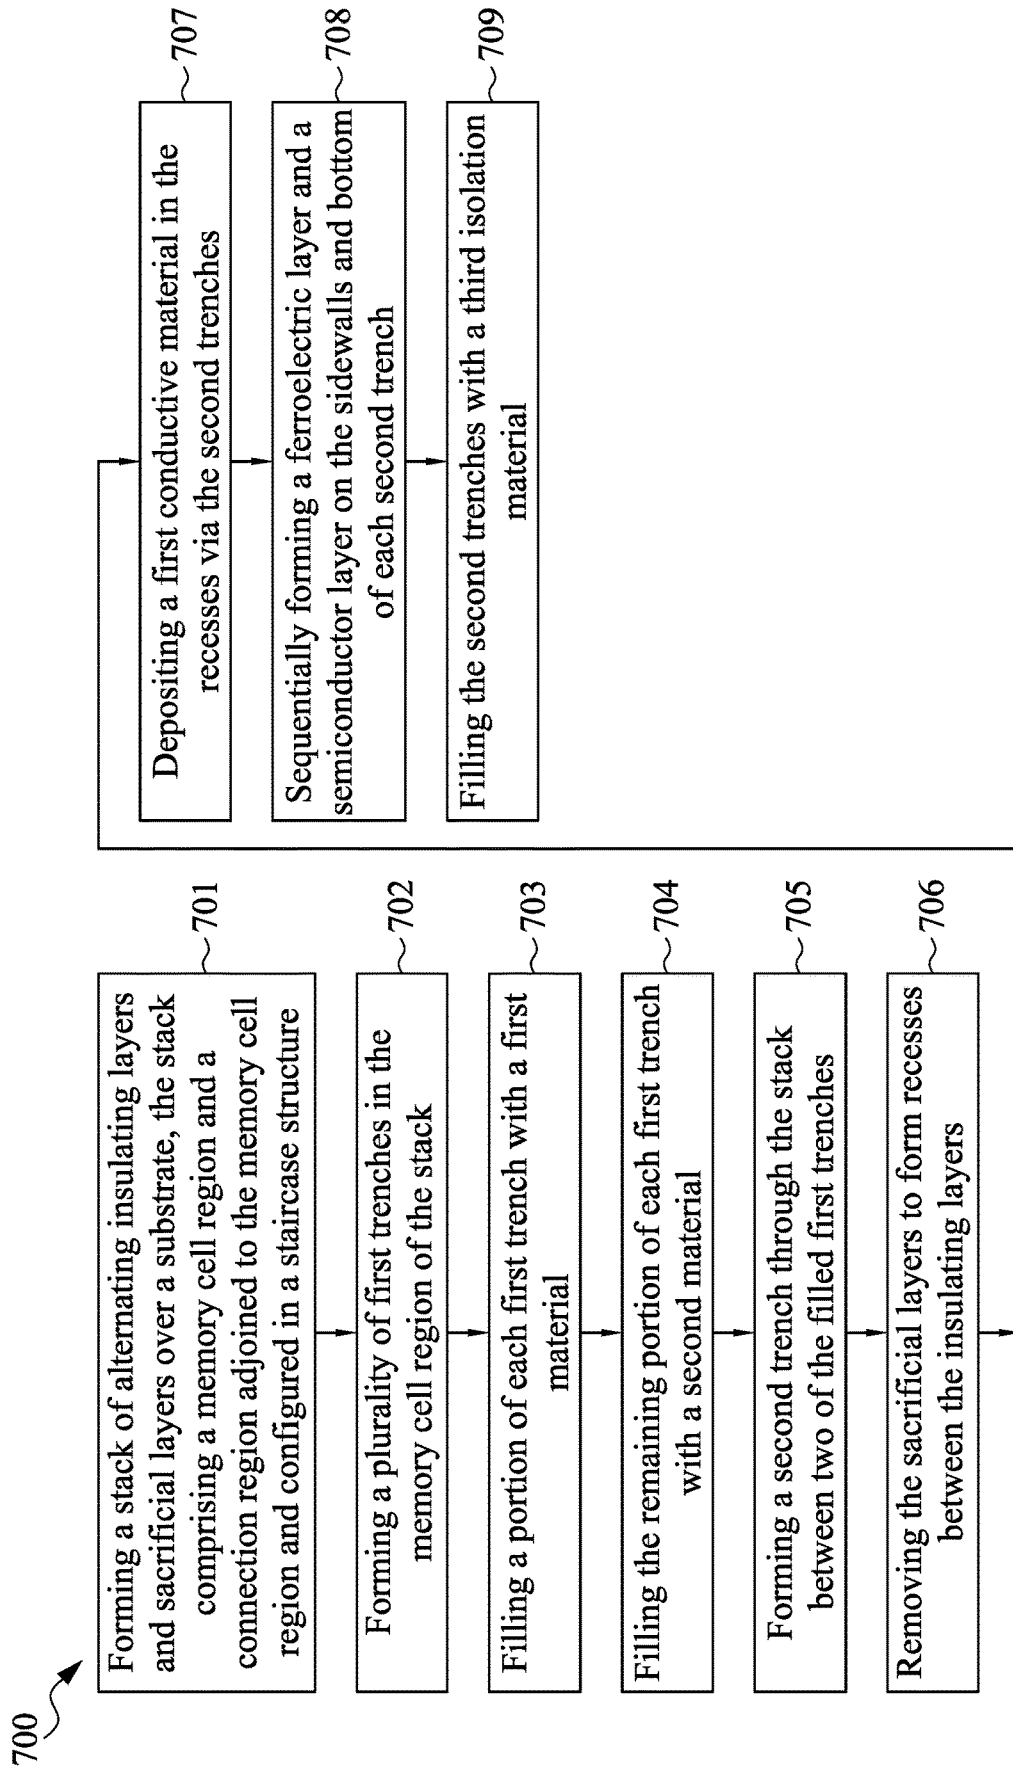 700
Forming a stack of alternating insulating layers
and sacrificial layers over a substrate, the stack
comprising a memory cell region and a
connection region adjoined to the memory cell
region and configured in a staircase structure
701
Forming a plurality of first trenches in the
memory cell region of the stack
702
Filling a portion of each first trench with a first
material
703
Filling the remaining portion of each first trench
with a second material
704
Forming a second trench through the stack
between two of the filled first trenches
705
Removing the sacrificial layers to form recesses
between the insulating layers
706
Depositing a first conductive material in the
recesses via the second trenches
707
Sequentially forming a ferroelectric layer and a
semiconductor layer on the sidewalls and bottom
of each second trench
708
Filling the second trenches with a third isolation
material
709